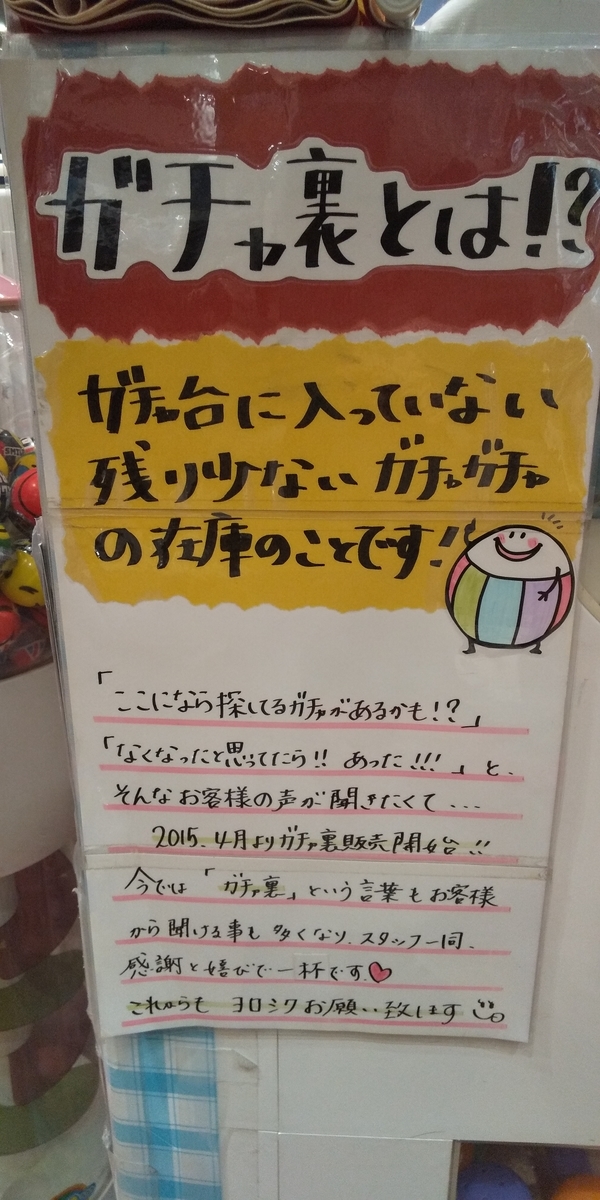 ガチャ裏とは!?
ガチャ台に入っていない
残り少ないガチャガチャ
の在庫のことです!!
「ここになら探してるガチャがあるかも!?」
「なくなったと思ってたら!! あった!!!」と、
そんなお客様の声が聞きたくて...
2015.4月よりガチャ裏販売開始!!
今では「ガチャ裏」という言葉もお客様
から聞ける事も多くなり、スタッフ一同、
感謝と嬉びで一杯です♡
これからも ヨロシクお願い致します